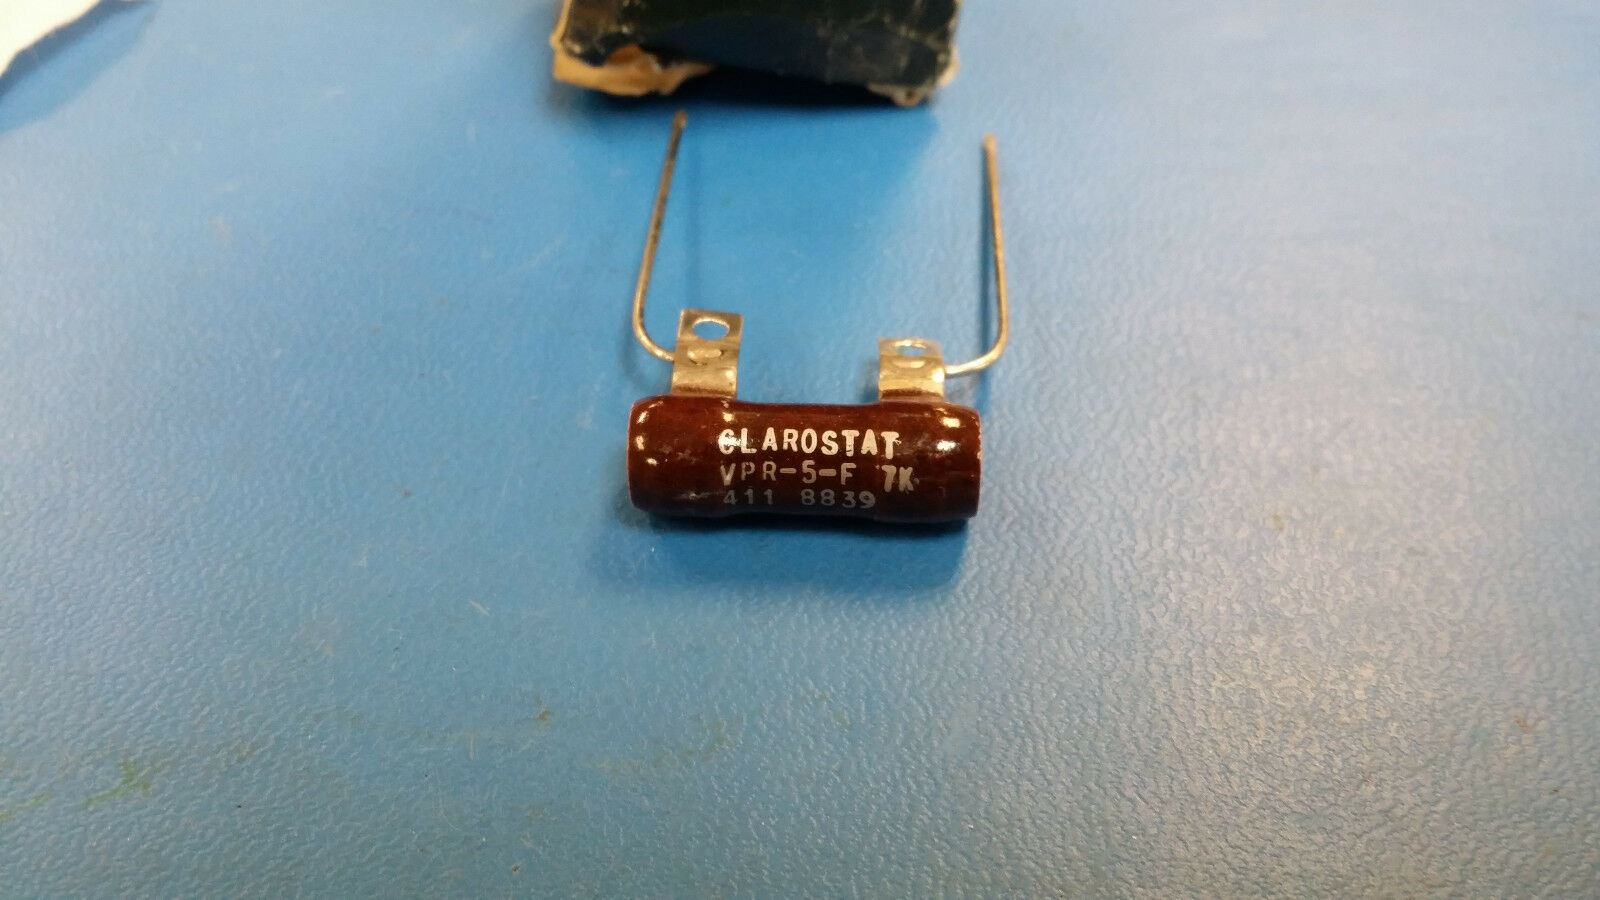 CLAROSTAT
VPR-5-F 7K
411 8839